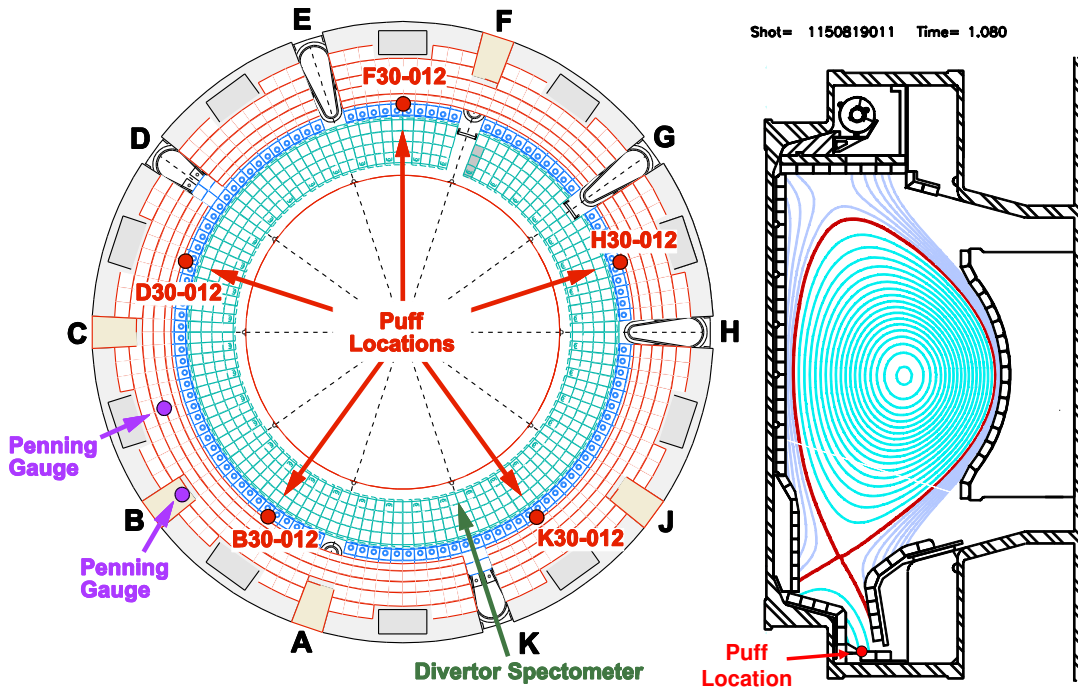 Shot= 1150819011 Time= 1.080
E
F
F30-012
D
G
H30-012
D30-012
Puff
Locations
C
H
Penning
Gauge
B
B30-012
K30-012
J
Penning
Gauge
A
K
Divertor Spectometer
Puff
Location